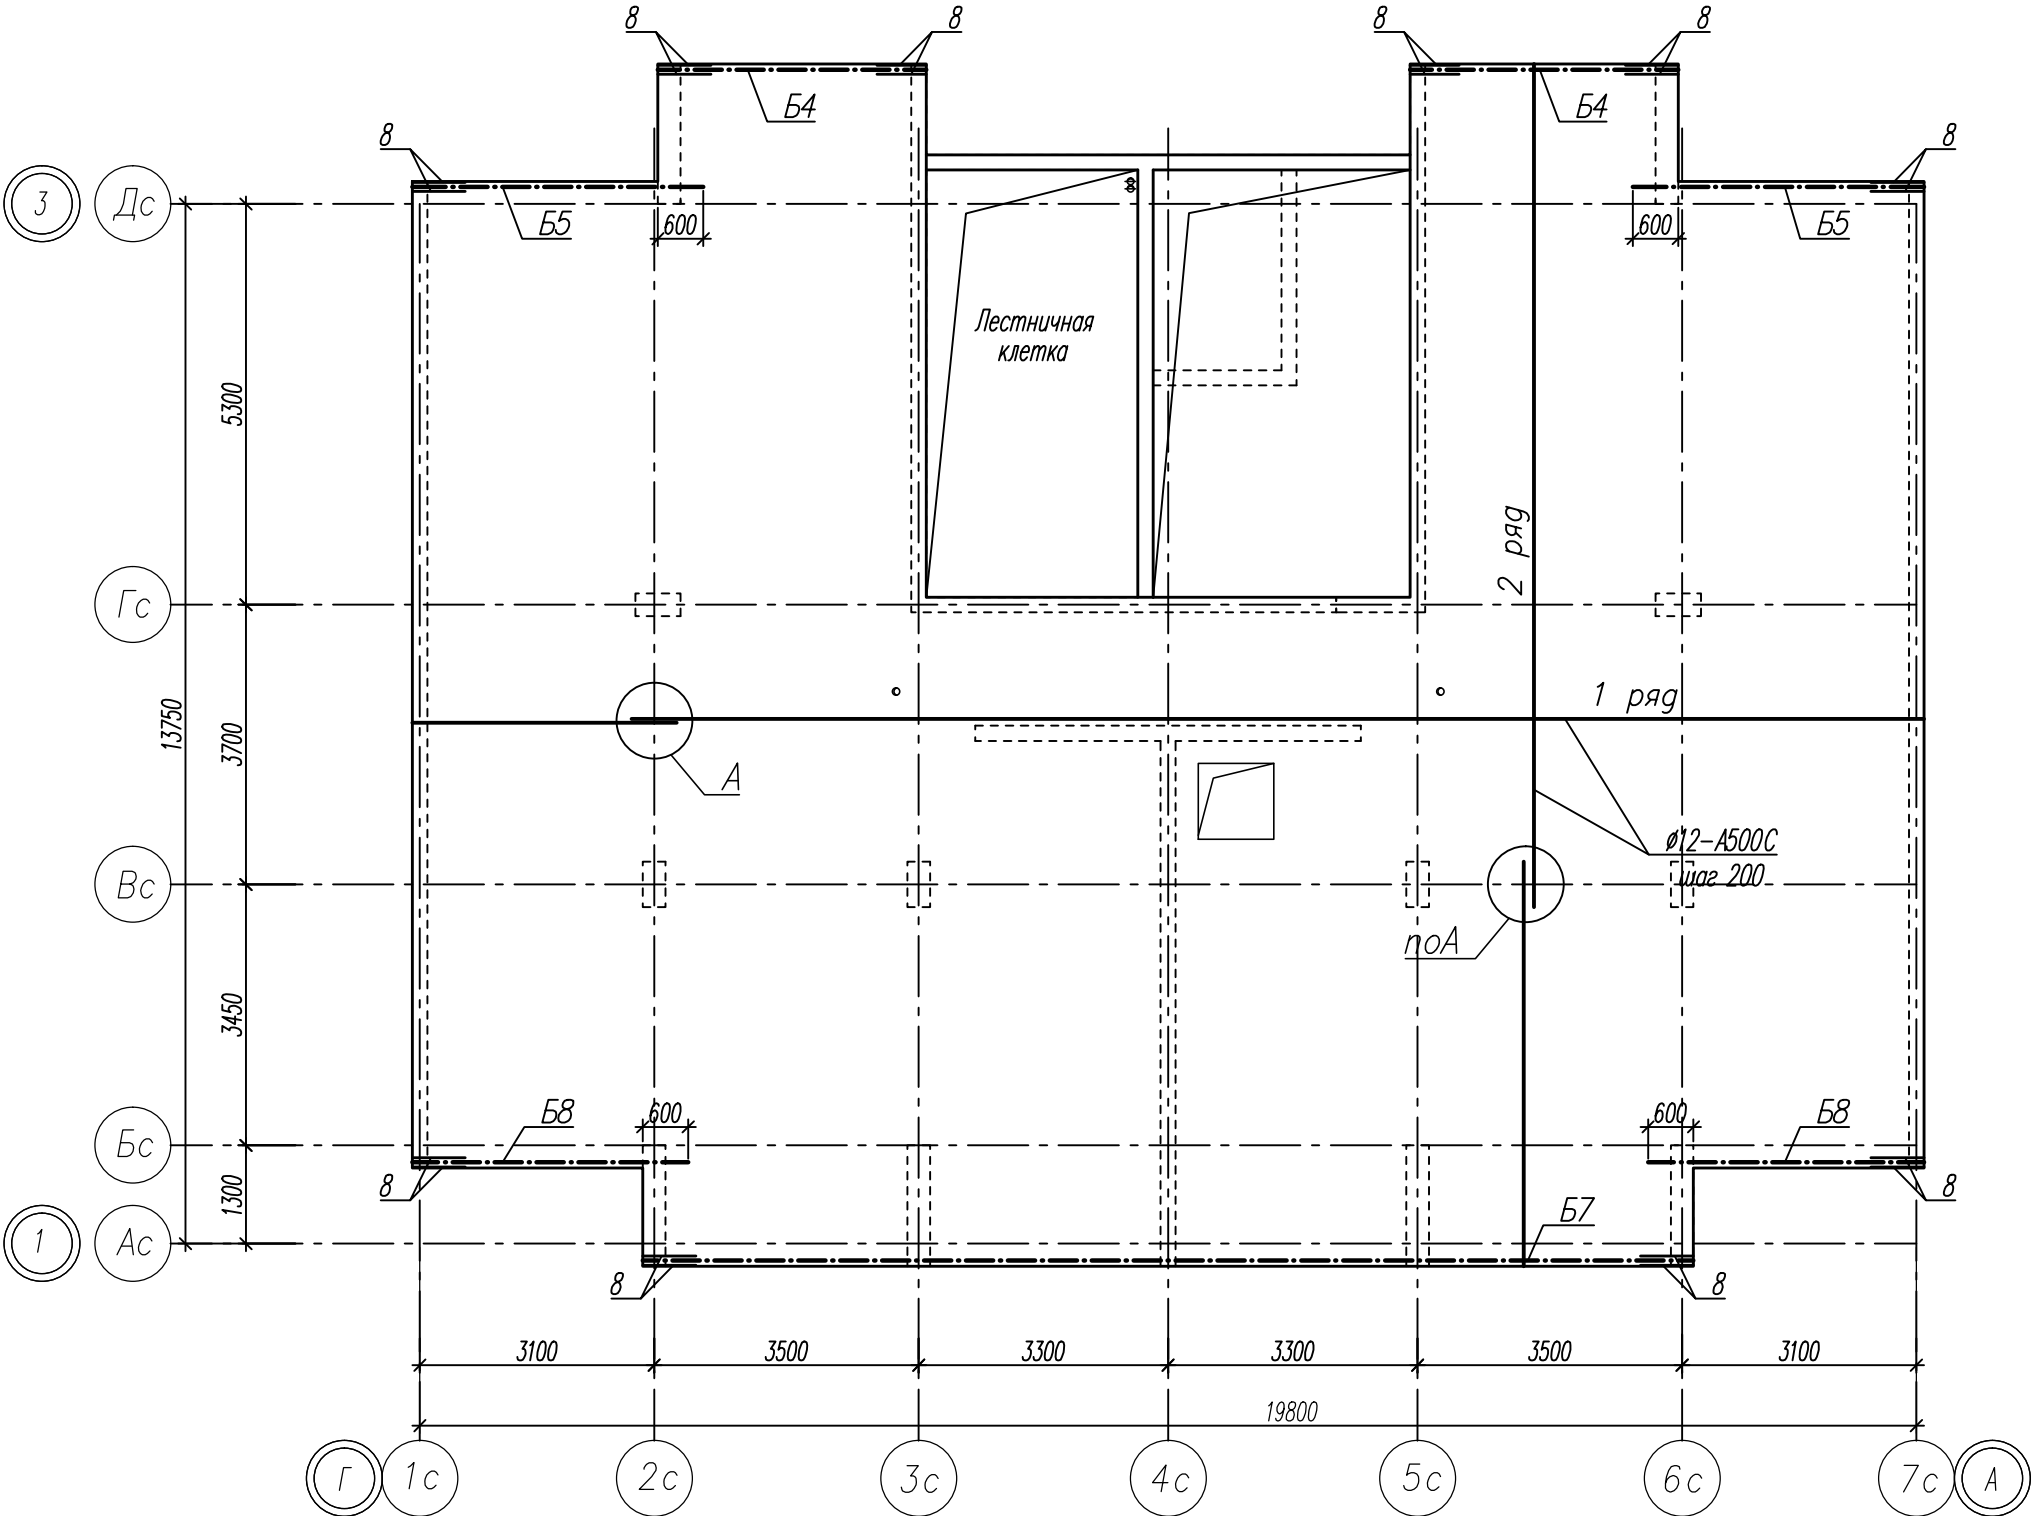 8
8
8
8
Б4
Б4
8
8
3
Дс
600
600
Б5
Б5
Лестничная
клетка
5300
2 ряд
Гс
1 ряд
13750
3700
А
ø12-А500С
шаг 200
Вс
поА
3450
600
600
Б8
Б8
Бс
8
8
1300
Б7
1
Ас
8
8
3100
3500
3300
3300
3500
3100
19800
Г
1с
2с
3с
4с
5с
6с
7с
А